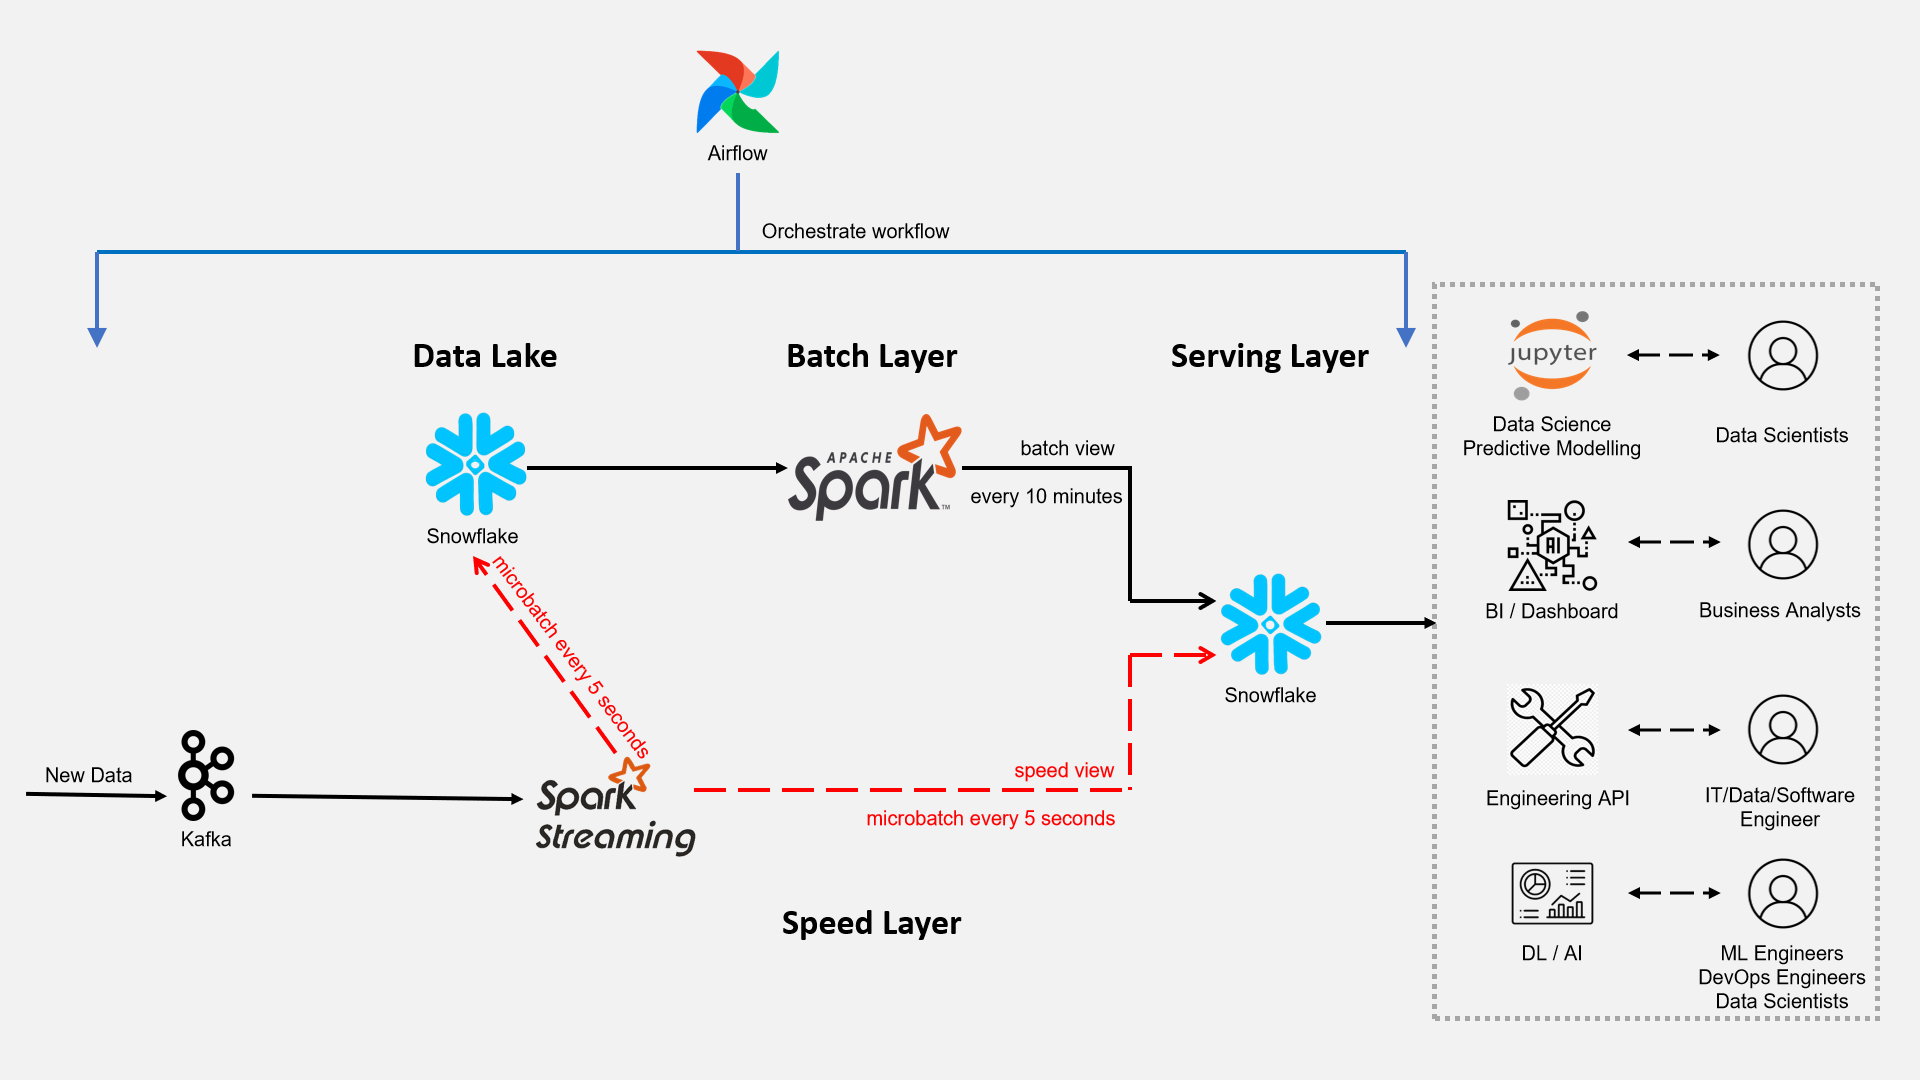 Airflow
Orchestrate workflow
Data Lake
Batch Layer
Serving Layer
jupyter
Data Science
Predictive Modelling
Data Scientists
APACHE
Spark™
batch view
every 10 minutes
Snowflake
microbatch every 5 seconds
AI
BI / Dashboard
Business Analysts
Snowflake
New Data
Kafka
Spark
Streaming
speed view
microbatch every 5 seconds
Engineering API
IT/Data/Software
Engineer
Speed Layer
DL / AI
ML Engineers
DevOps Engineers
Data Scientists